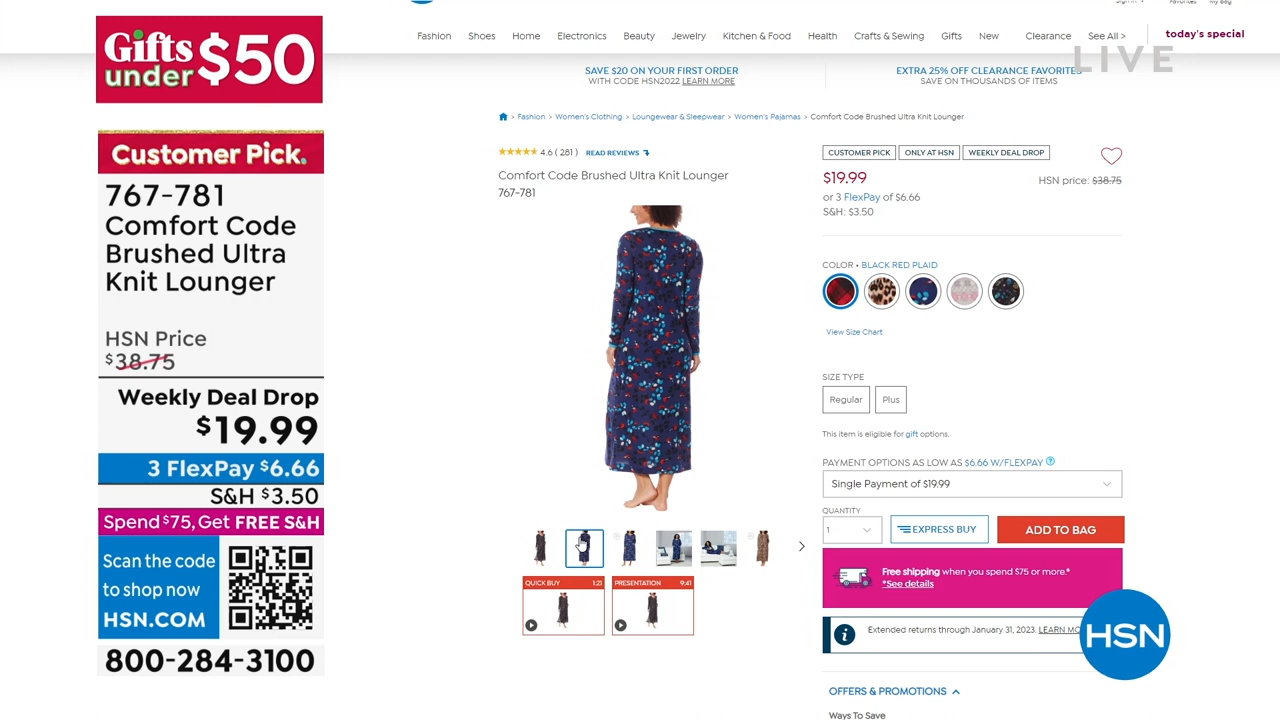 Gifts
under $50
Customer Pick.
767-781
Comfort Code
Brushed Ultra
Knit Lounger
HSN Price
$38.75
Weekly Deal Drop
$19.99
3 FlexPay $6.66
S&H $3.50
Spend $75, Get FREE S&H
Scan the code
to shop now
HSN.COM
800-284-3100
Fashion Shoes Home Electronics Beauty Jewelry Kitchen & Food Health Crafts & Sewing Gifts New Clearance See All > today's special
LIVE
SAVE $20 ON YOUR FIRST ORDER
WITH CODE HSN2022 LEARN MORE
EXTRA 25% OFF CLEARANCE FAVORITES
SAVE ON THOUSANDS OF ITEMS
> Fashion > Women's Clothing > Loungewear & Sleepwear > Women's Pajamas > Comfort Code Brushed Ultra Knit Lounger
4.6 ( 281 ) READ REVIEWS
Comfort Code Brushed Ultra Knit Lounger
767-781
QUICK BUY 1:21
PRESENTATION 9:41
CUSTOMER PICK ONLY AT HSN WEEKLY DEAL DROP
$19.99
HSN price: $38.75
or 3 FlexPay of $6.66
S&H: $3.50
COLOR • BLACK RED PLAID
View Size Chart
SIZE TYPE
Regular Plus
This item is eligible for gift options.
PAYMENT OPTIONS AS LOW AS $6.66 W/FLEXPAY ?
Single Payment of $19.99
QUANTITY
1 EXPRESS BUY ADD TO BAG
Free shipping when you spend $75 or more.*
*See details
Extended returns through January 31, 2023. LEARN MO
HSN
OFFERS & PROMOTIONS
Ways To Save